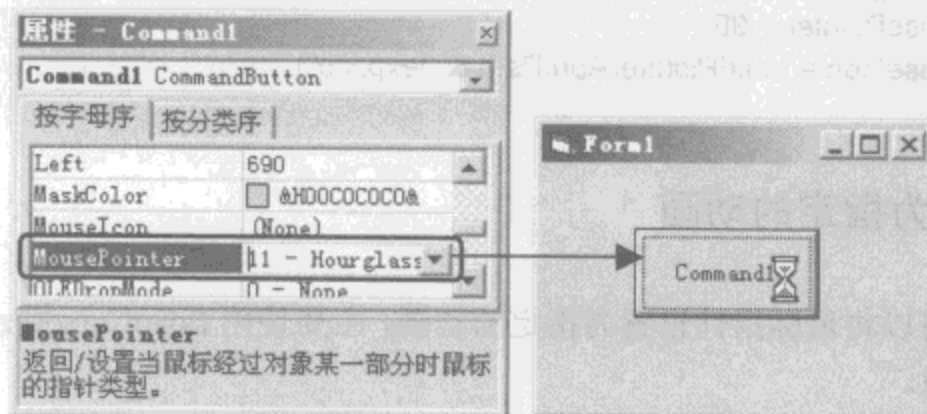 属性 - Command1
Command1 CommandButton
按字母序 按分类序
Left 690
MaskColor &H00C0C0C0&
MouseIcon (None)
MousePointer 11 - Hourglass
OLEDropMode 0 - None
MousePointer
返回/设置当鼠标经过对象某一部分时鼠标
的指针类型。
Form1
Command1